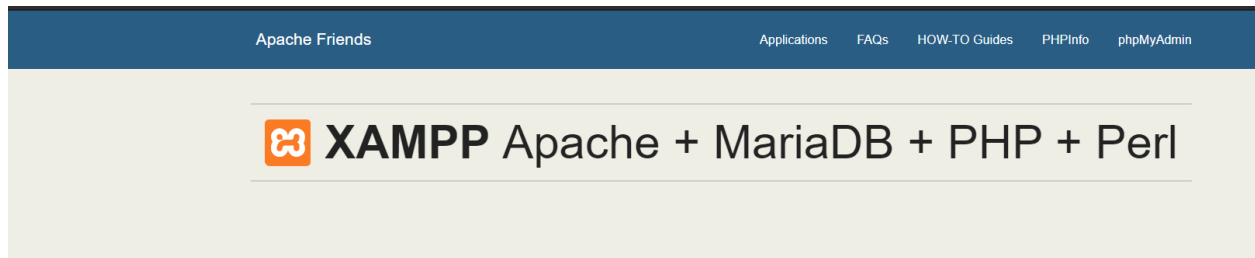 Apache Friends Applications FAQs HOW-TO Guides PHPInfo phpMyAdmin
XAMPP Apache + MariaDB + PHP + Perl